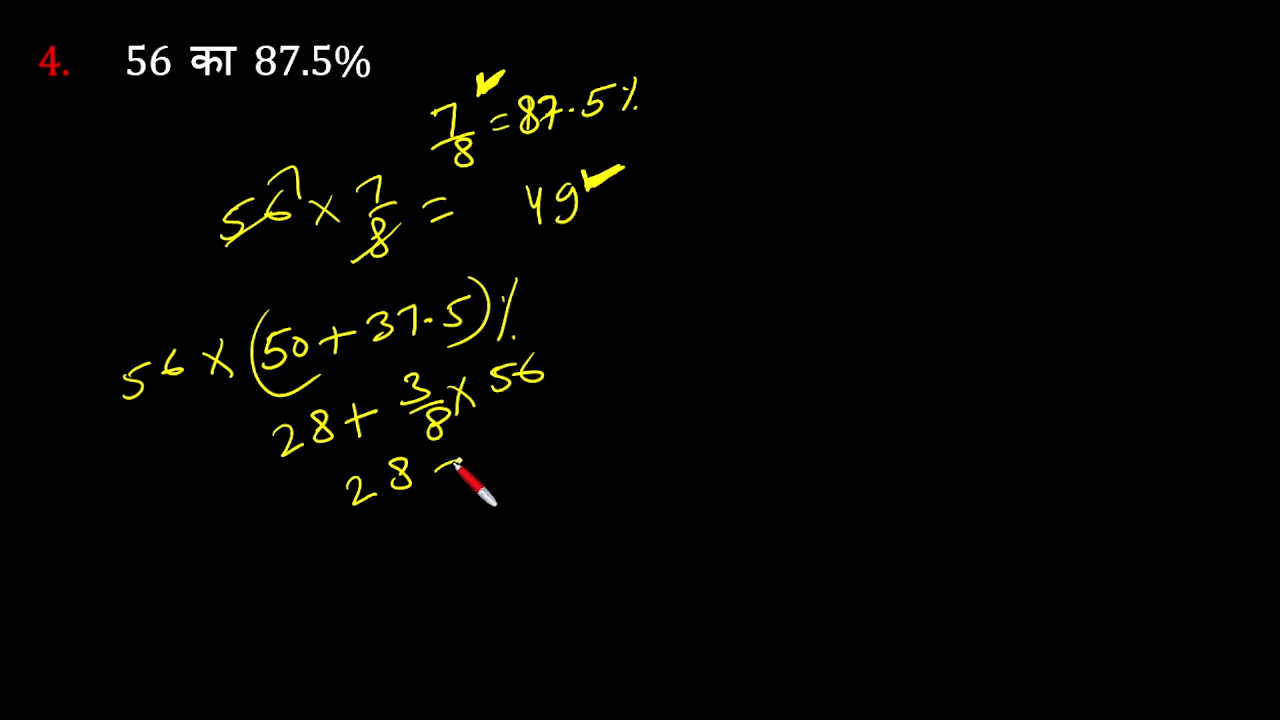 4. 56 का 87.5%
7/8 = 87.5%
56 7 × 7/8 = 49
56 × (50 + 37.5)%
28 + 3/8 × 56
28